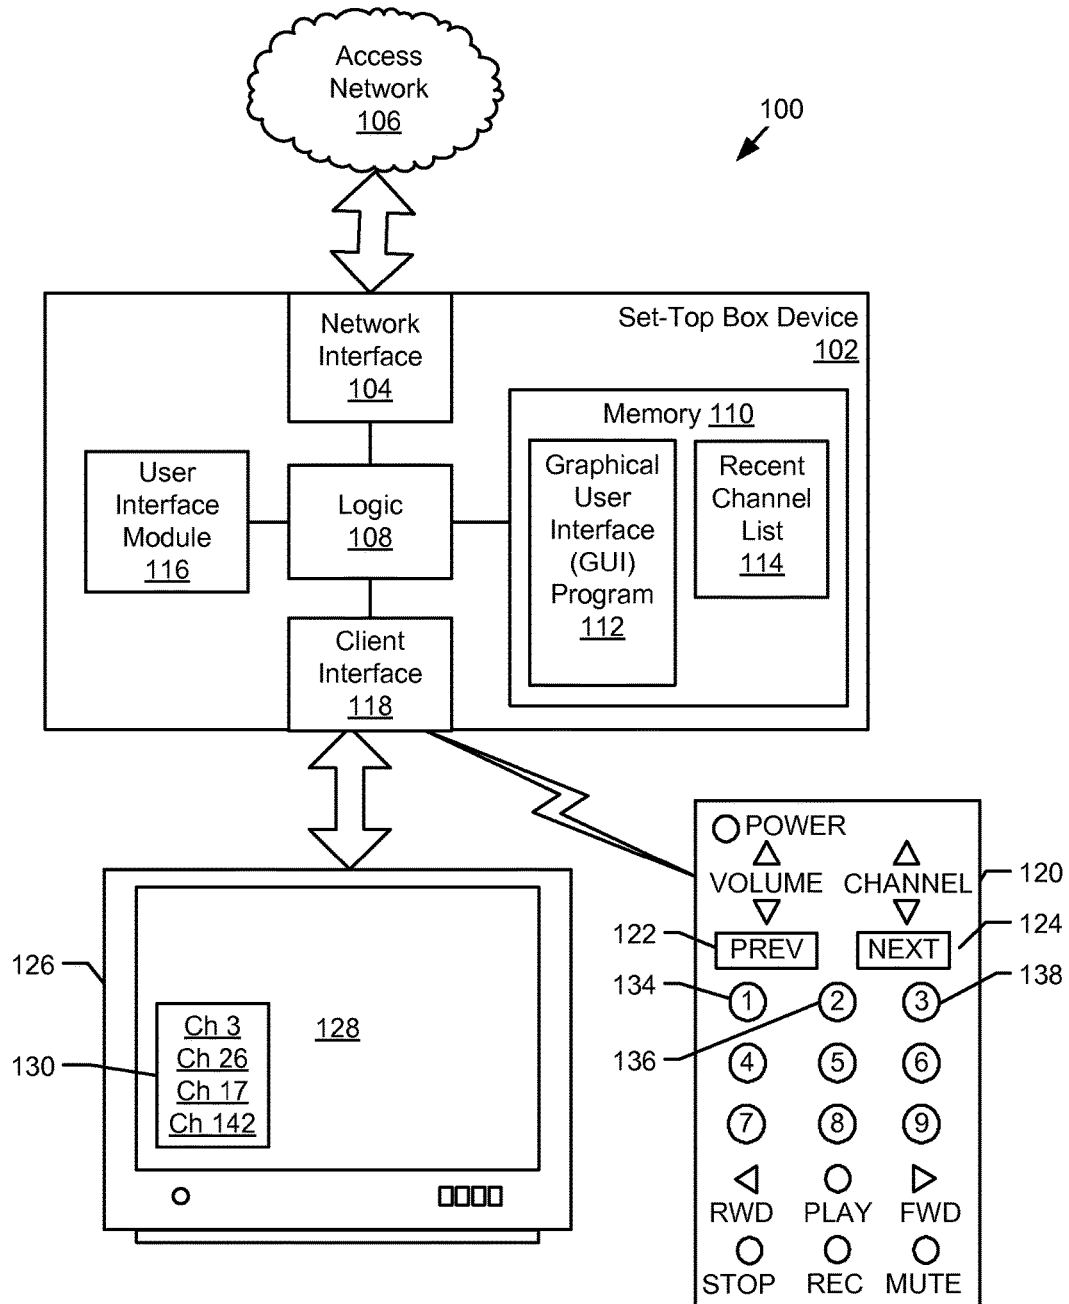 Access
Network
106
100
Set-Top Box Device
102
Network
Interface
104
Memory 110
Graphical
User
Interface
(GUI)
Program
112
Recent
Channel
List
114
User
Interface
Module
116
Logic
108
Client
Interface
118
POWER
VOLUME
CHANNEL
120
122
PREV
NEXT
124
134
1
2
3
138
136
4
5
6
7
8
9
RWD
PLAY
FWD
STOP
REC
MUTE
126
128
130
Ch 3
Ch 26
Ch 17
Ch 142